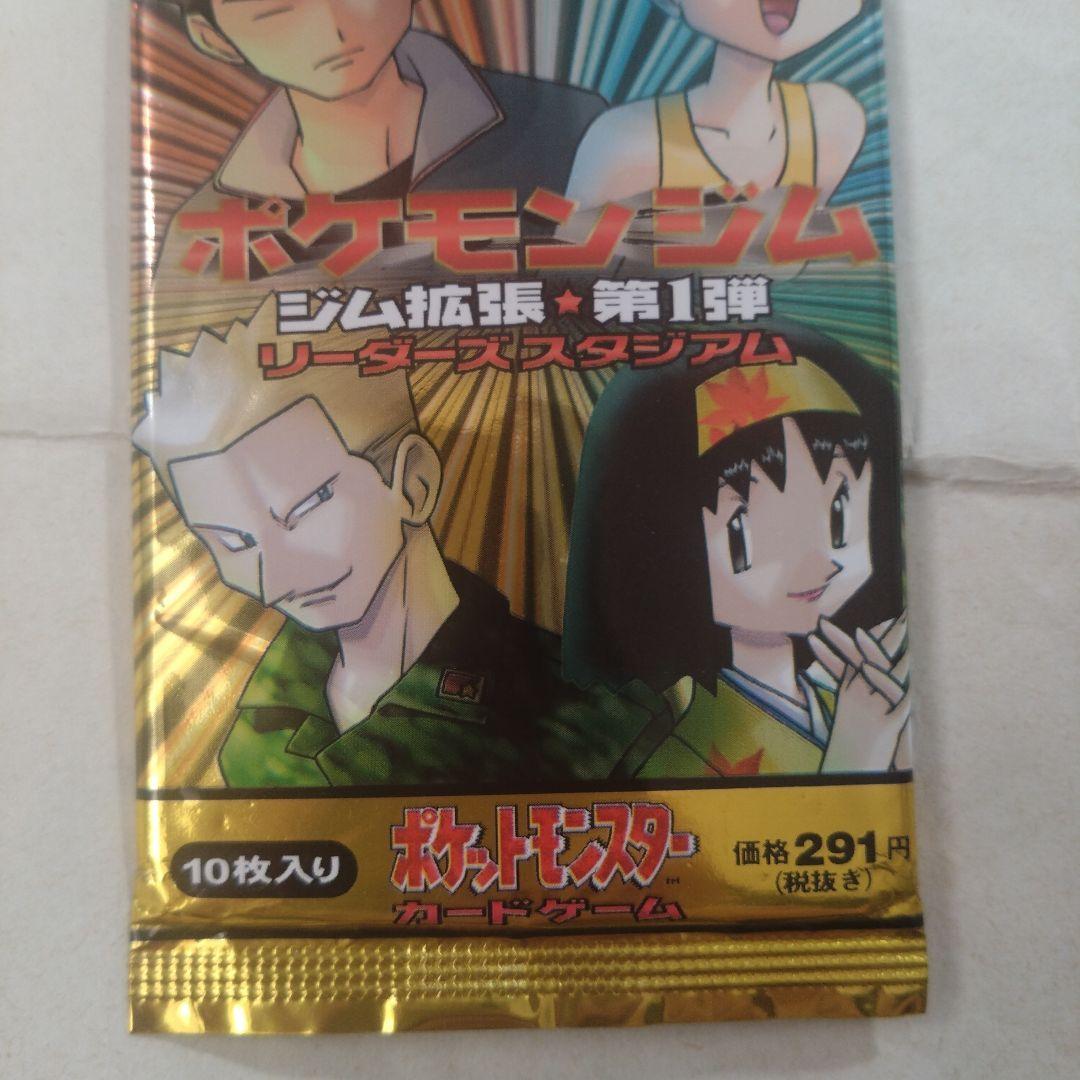 ポケモンジム
ジム拡張★第1弾
リーダーズスタジアム
10枚入り
ポケットモンスター
TM
カードゲーム
価格291円
(税抜き)